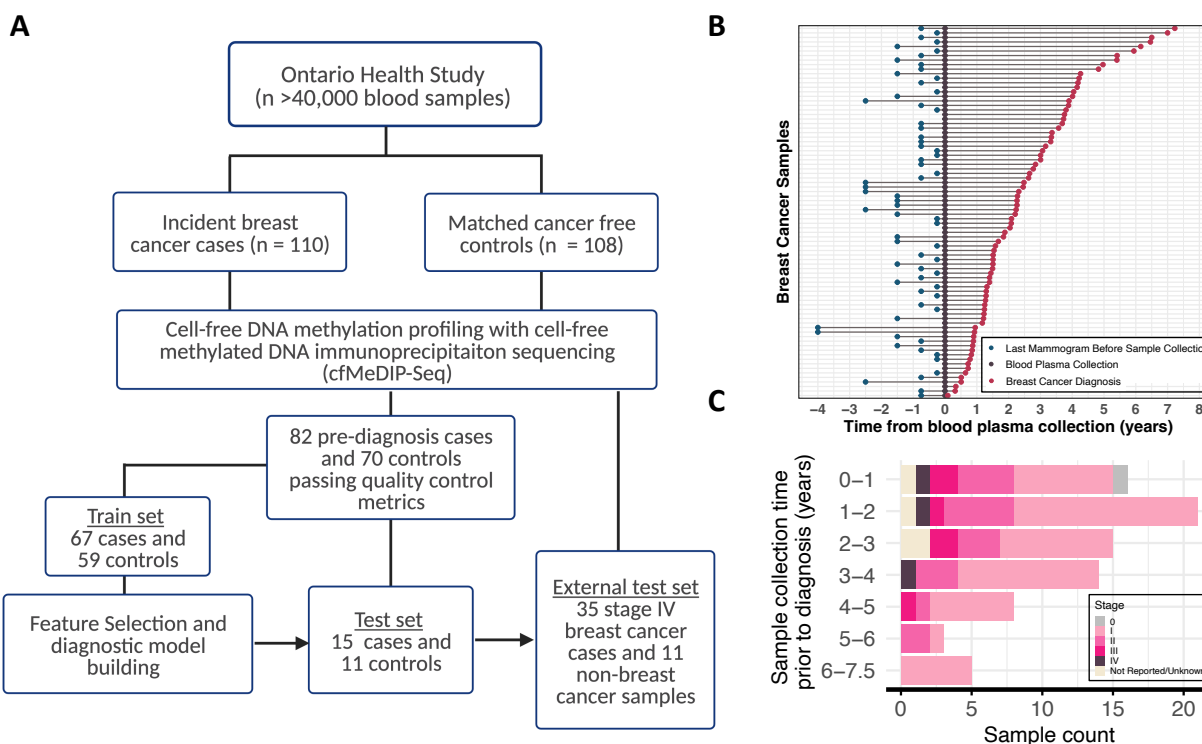 A
Ontario Health Study
(n >40,000 blood samples)
Incident breast
cancer cases (n = 110)
Matched cancer free
controls (n = 108)
Cell-free DNA methylation profiling with cell-free
methylated DNA immunoprecipitaiton sequencing
(cfMeDIP-Seq)
82 pre-diagnosis cases
and 70 controls
passing quality control
metrics
Train set
67 cases and
59 controls
Feature Selection and
diagnostic model
building
Test set
15 cases and
11 controls
External test set
35 stage IV
breast cancer
cases and 11
non-breast
cancer samples
B
Breast Cancer Samples
Last Mammogram Before Sample Collectio
Blood Plasma Collection
Breast Cancer Diagnosis
−4 −3 −2 −1 0 1 2 3 4 5 6 7 8
Time from blood plasma collection (years)
C
Sample collection time
prior to diagnosis (years)
0−1
1−2
2−3
3−4
4−5
5−6
6−7.5
Stage
0
I
II
III
IV
Not Reported/Unknown
0 5 10 15 20
Sample count